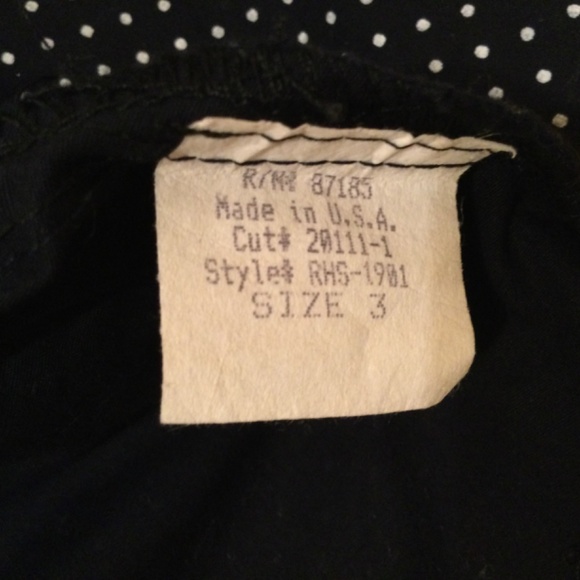 R/N# 87185
Made in U.S.A.
Cut# 20111-1
Style# RHS-1901
SIZE 3